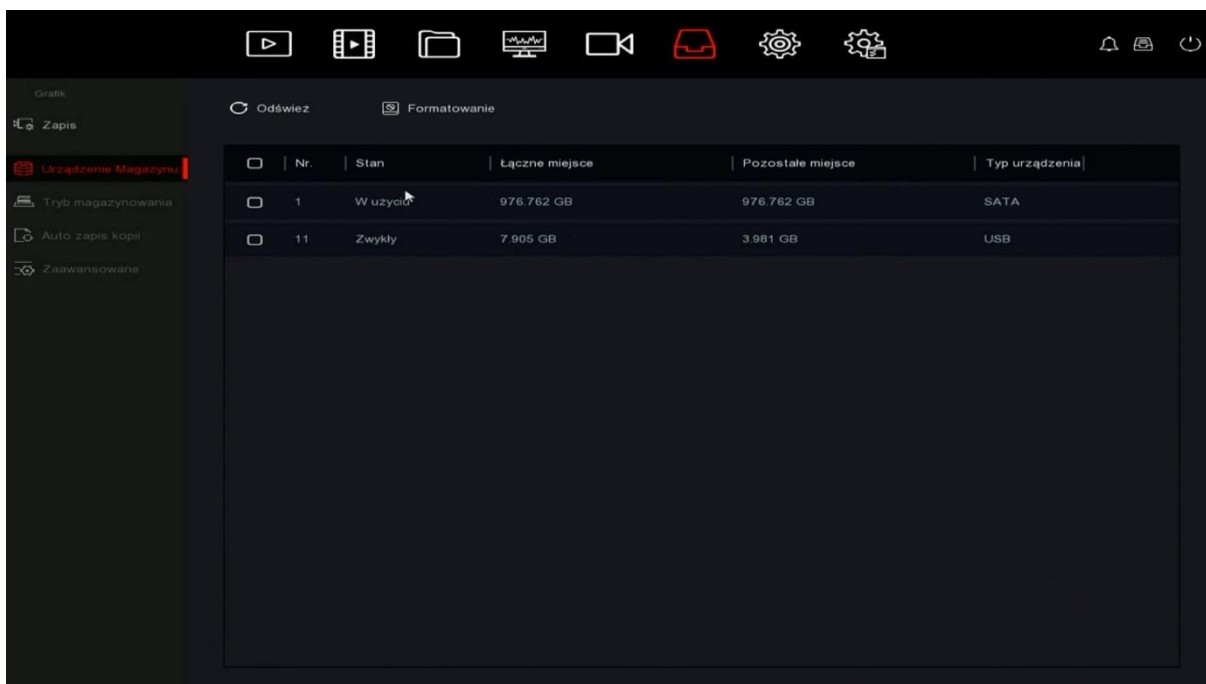 Grafik
Zapis
Urządzenie Magazynu
Tryb magazynowania
Auto zapis kopii
Zaawansowane
Odśwież Formatowanie
Nr. Stan Łączne miejsce Pozostałe miejsce Typ urządzenia
1 W użyciu 976.762 GB 976.762 GB SATA
11 Zwykły 7.905 GB 3.981 GB USB